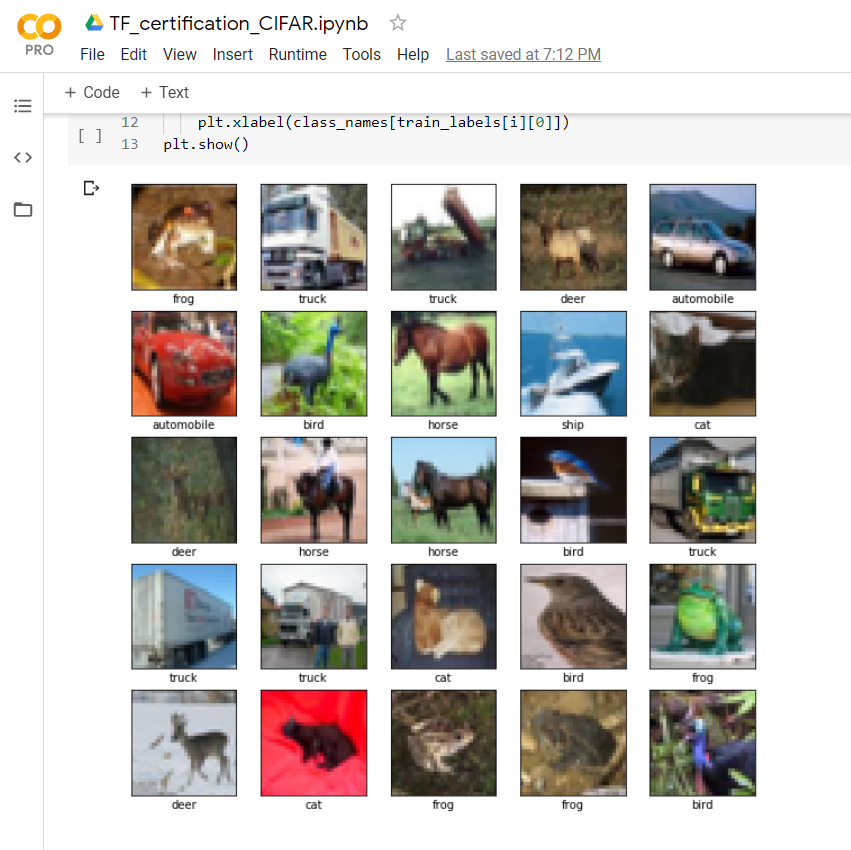 TF_certification_CIFAR.ipynb
PRO
File Edit View Insert Runtime Tools Help Last saved at 7:12 PM
+ Code + Text
12 plt.xlabel(class_names[train_labels[i][0]])
[ ]
13 plt.show()
frog truck truck deer automobile
automobile bird horse ship cat
deer horse horse bird truck
truck truck cat bird frog
deer cat frog frog bird